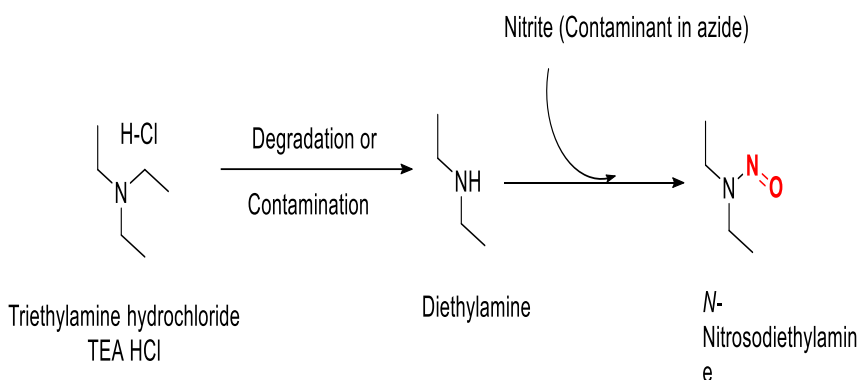 Nitrite (Contaminant in azide)
H-Cl
N
Degradation or
Contamination
NH
N
N
O
Triethylamine hydrochloride
TEA HCl
Diethylamine
N-
Nitrosodiethylamin
e